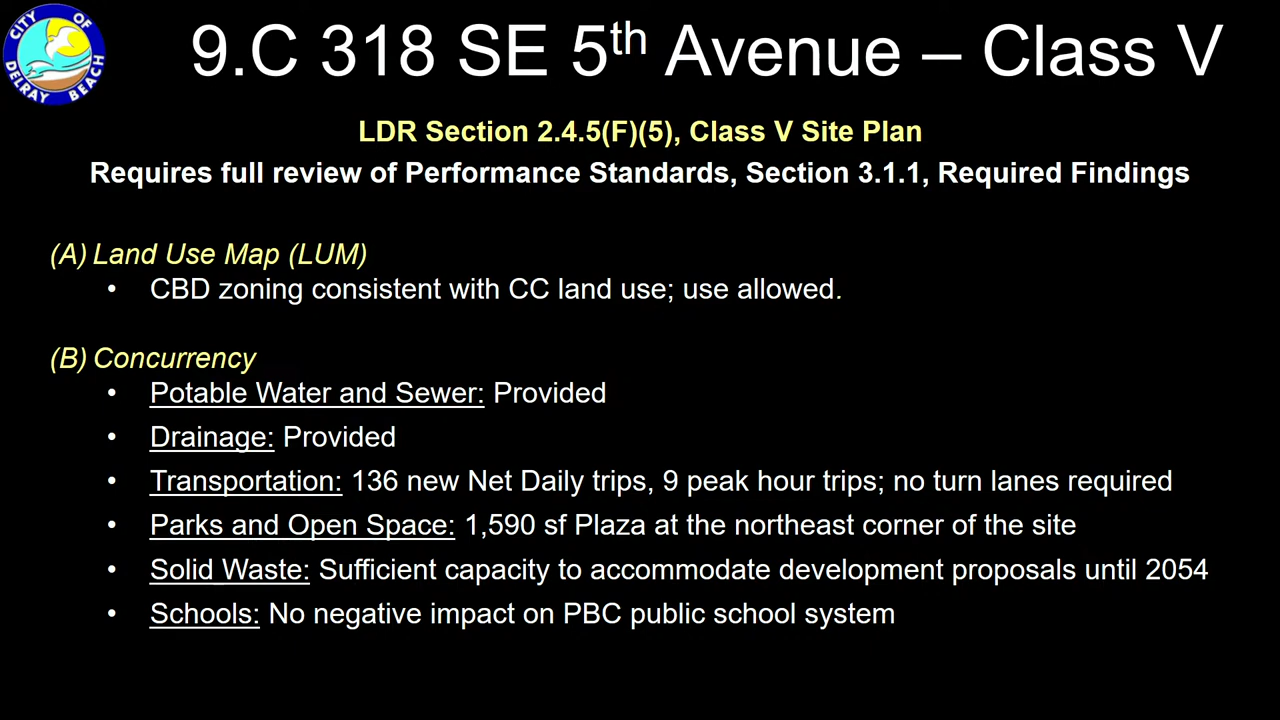 CITY OF
DELRAY BEACH
9.C 318 SE 5th Avenue – Class V
LDR Section 2.4.5(F)(5), Class V Site Plan
Requires full review of Performance Standards, Section 3.1.1, Required Findings
(A) Land Use Map (LUM)
• CBD zoning consistent with CC land use; use allowed.
(B) Concurrency
• Potable Water and Sewer: Provided
• Drainage: Provided
• Transportation: 136 new Net Daily trips, 9 peak hour trips; no turn lanes required
• Parks and Open Space: 1,590 sf Plaza at the northeast corner of the site
• Solid Waste: Sufficient capacity to accommodate development proposals until 2054
• Schools: No negative impact on PBC public school system